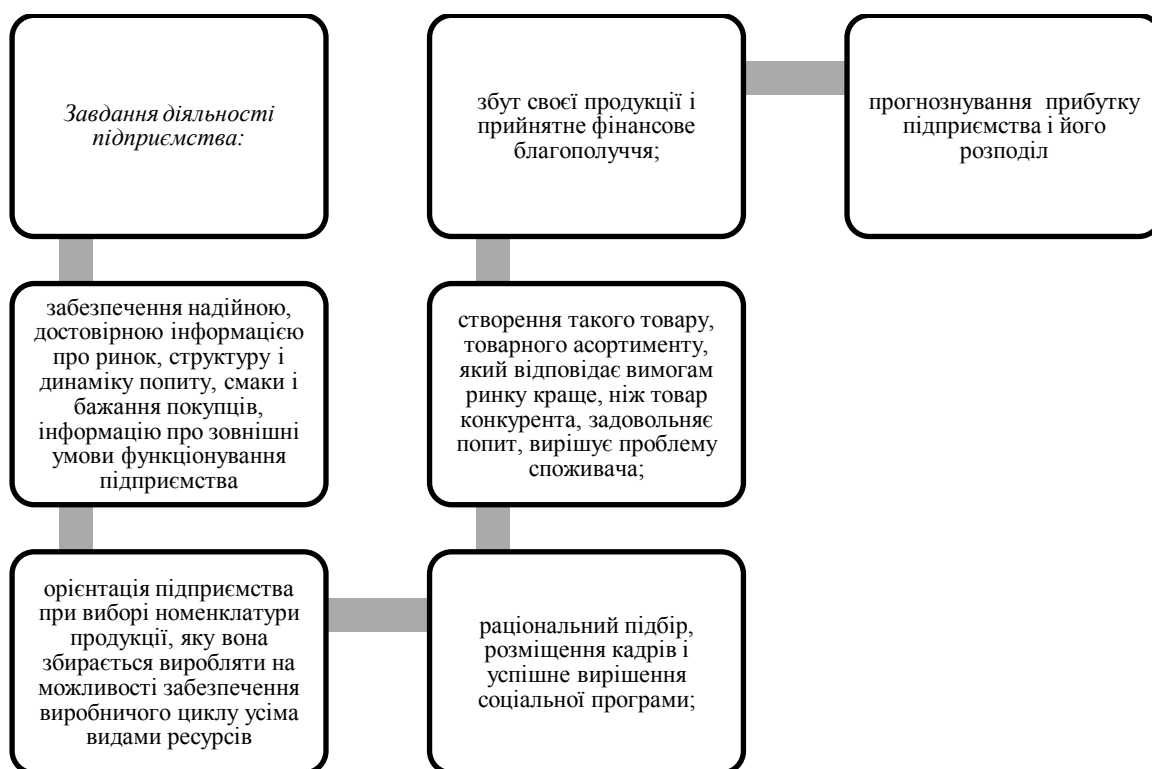 Завдання діяльності
підприємства:
забезпечення надійною,
достовірною інформацією
про ринок, структуру і
динаміку попиту, смаки і
бажання покупців,
інформацію про зовнішні
умови функціонування
підприємства
орієнтація підприємства
при виборі номенклатури
продукції, яку вона
збирається виробляти на
можливості забезпечення
виробничого циклу усіма
видами ресурсів
раціональний підбір,
розміщення кадрів і
успішне вирішення
соціальної програми;
створення такого товару,
товарного асортименту,
який відповідає вимогам
ринку краще, ніж товар
конкурента, задовольняє
попит, вирішує проблему
споживача;
збут своєї продукції і
прийнятне фінансове
благополуччя;
прогнознування прибутку
підприємства і його
розподіл